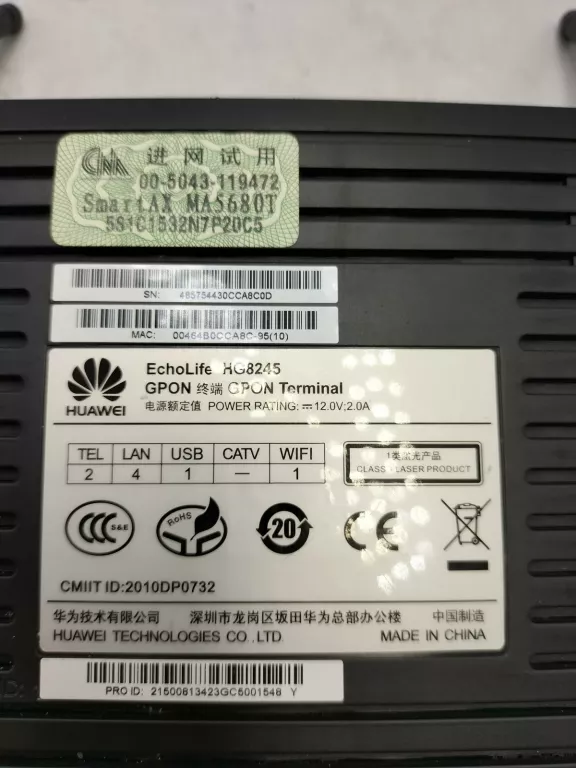 CNA 进网试用
00-5043-119472
SmartAX MA5680T
5S1C1532N7P20C5
SN: 485754430CCA8C0D
MAC: 00464B0CCA8C-95(10)
HUAWEI
EchoLife HG8245
GPON 终端 GPON Terminal
电源额定值 POWER RATING: ⎓12.0V;2.0A
TEL LAN USB CATV WIFI
2 4 1 — 1
1类激光产品
CLASS 1 LASER PRODUCT
CCC S&E
RoHS
20
CE
CMIIT ID:2010DP0732
华为技术有限公司 深圳市龙岗区坂田华为总部办公楼 中国制造
HUAWEI TECHNOLOGIES CO.,LTD. MADE IN CHINA
PRO ID: 21500813423GC5001548 Y